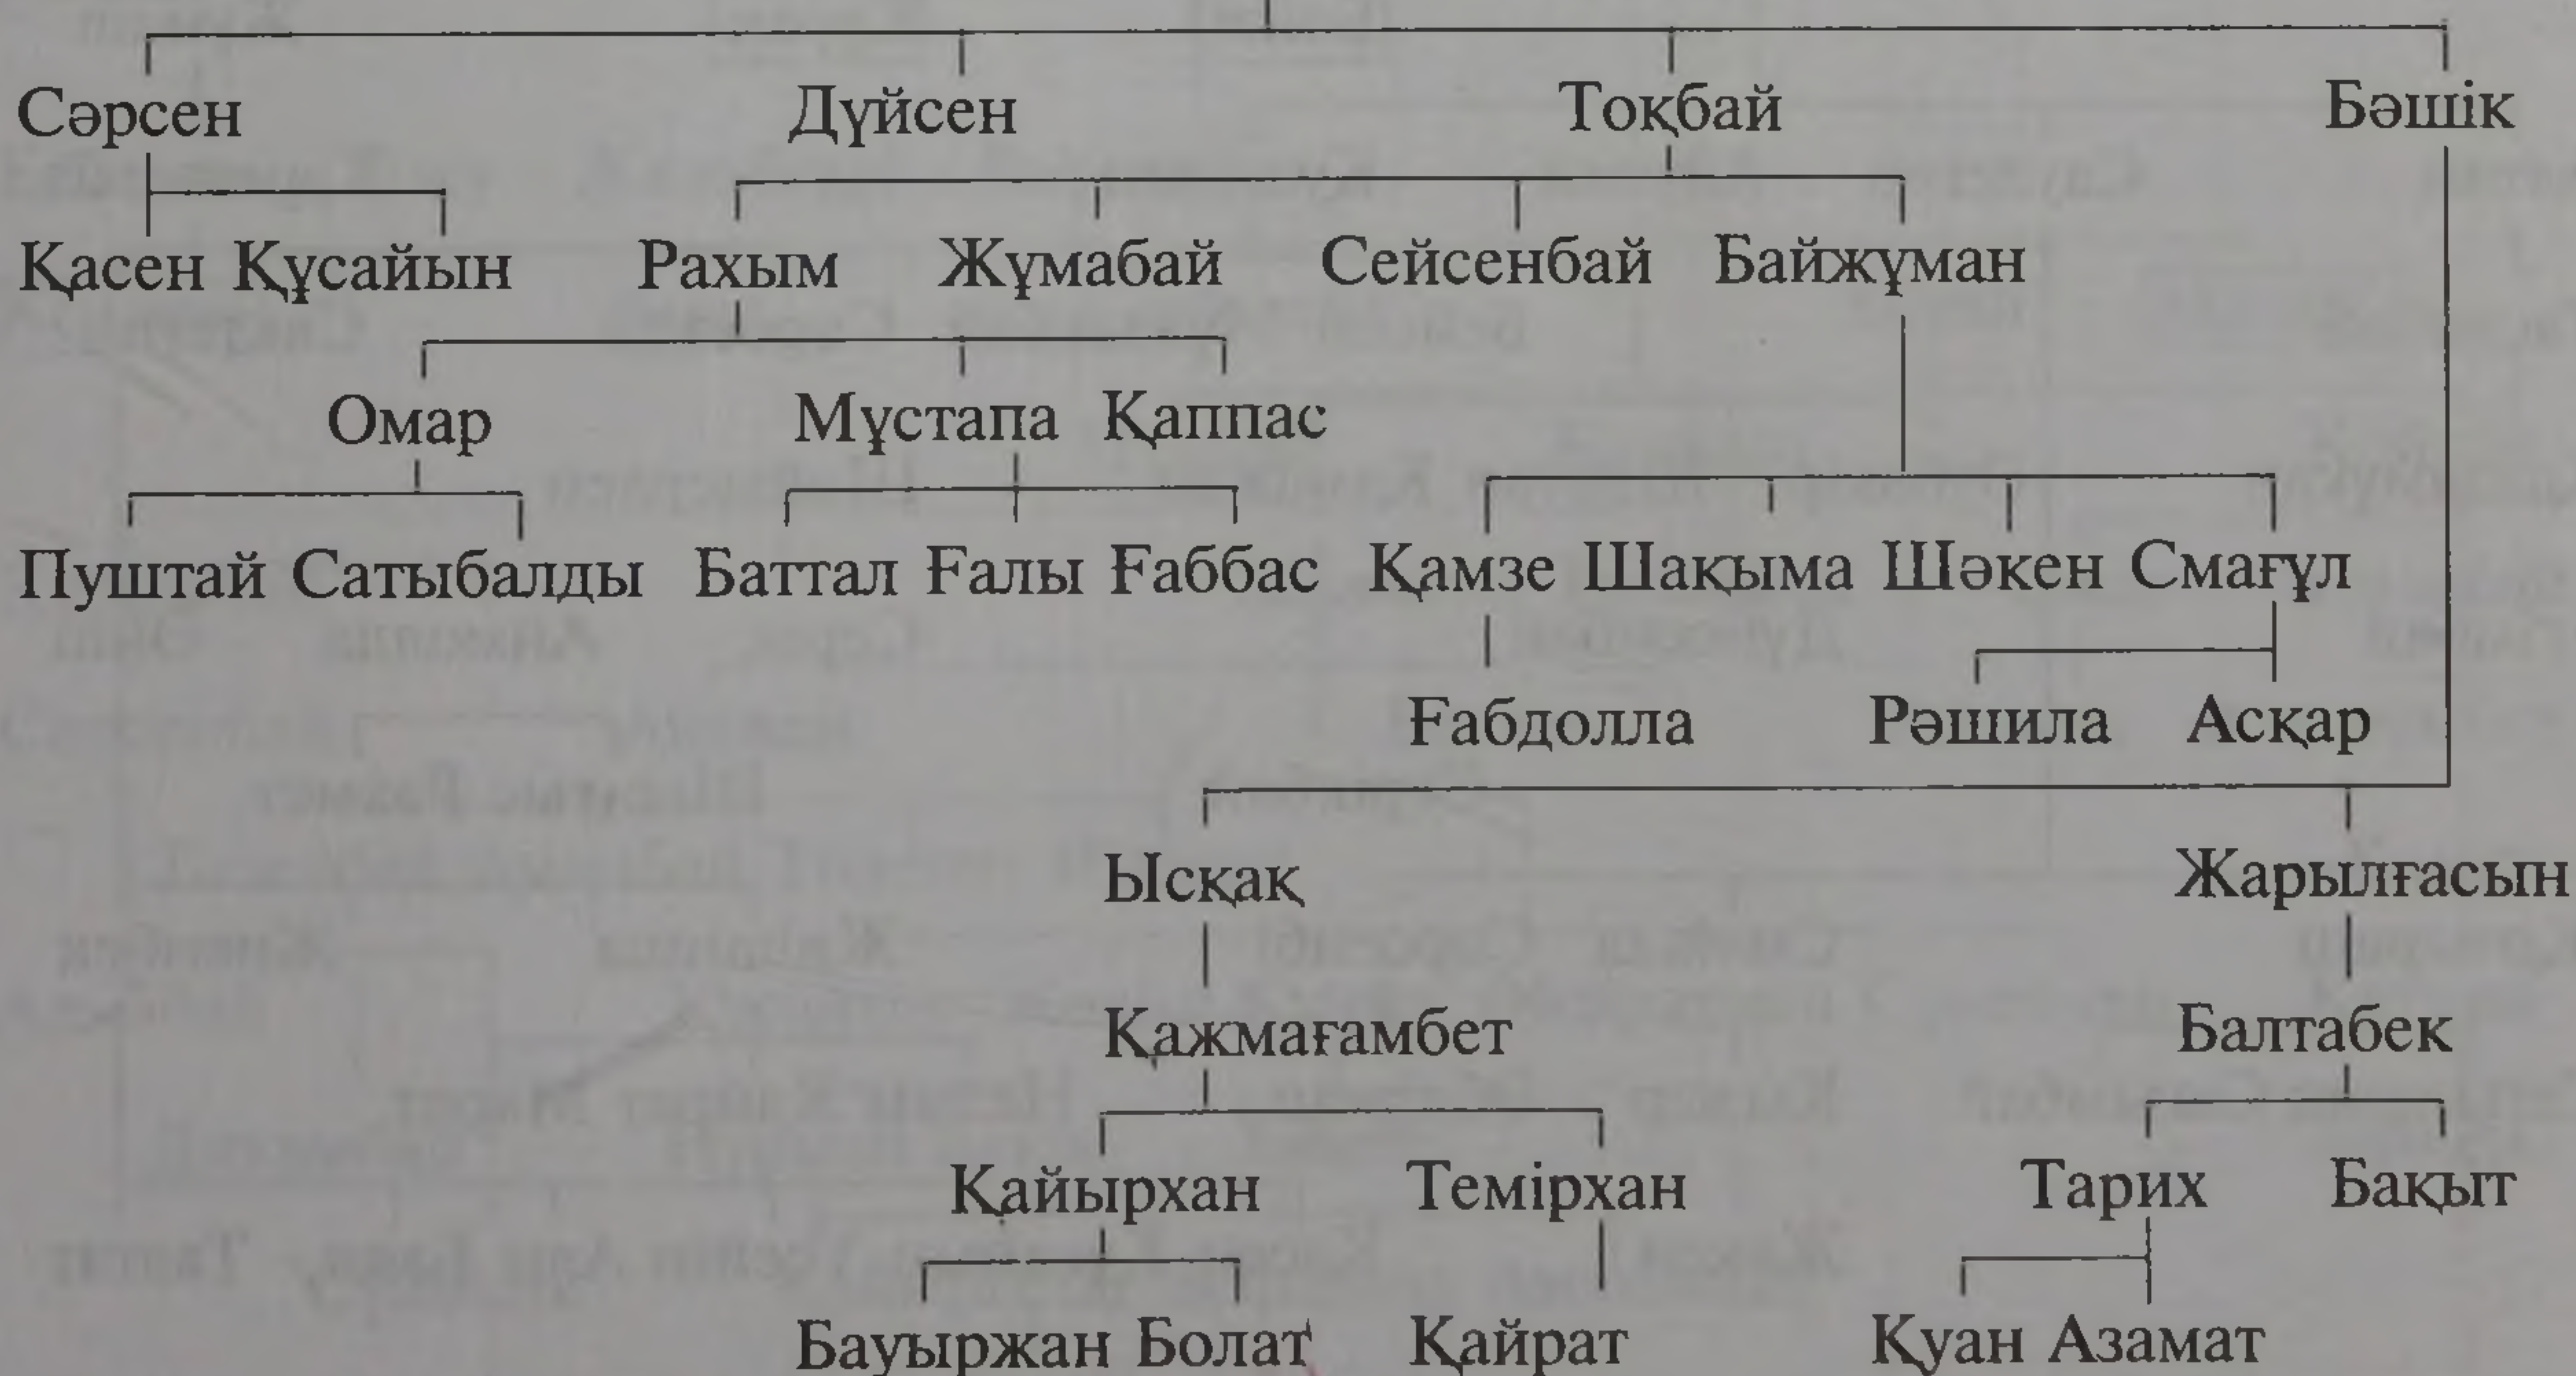 Сәрсен Дүйсен Тоқбай Бәшік
Қасен Құсайын Рахым Жұмабай Сейсенбай Байжұман
Омар Мұстапа Қаппас
Пуштай Сатыбалды Баттал Ғалы Ғаббас Қамзе Шақыма Шәкен Смағұл
Ғабдолла Рәшила Асқар
Ысқақ Жарылғасын
Қажмағамбет Балтабек
Қайырхан Темірхан Тарих Бақыт
Бауыржан Болат Қайрат Қуан Азамат